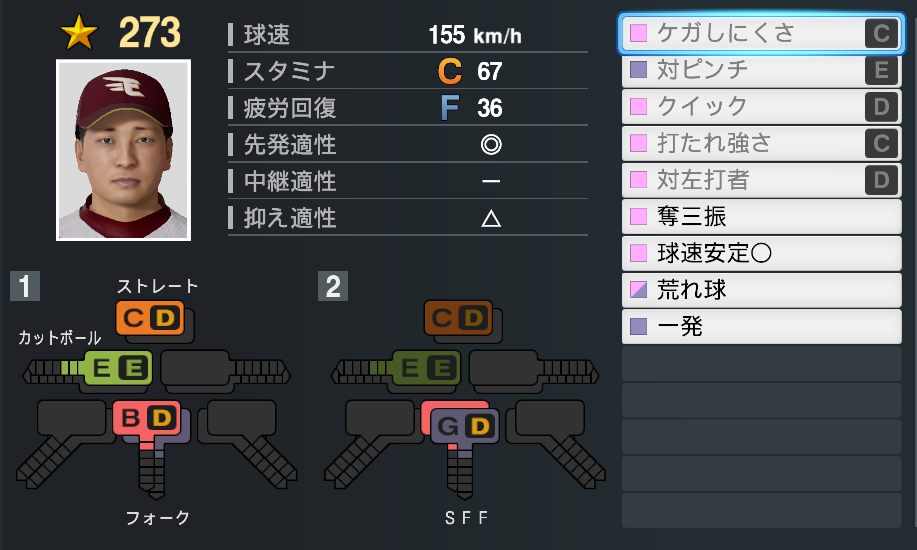 273
球速 155 km/h
スタミナ C 67
疲労回復 F 36
先発適性 ◎
中継適性 －
抑え適性 △
ケガしにくさ C
対ピンチ E
クイック D
打たれ強さ C
対左打者 D
奪三振
球速安定〇
荒れ球
一発
1
ストレート
C D
カットボール
E E
B D
フォーク
2
C D
E E
G D
SFF